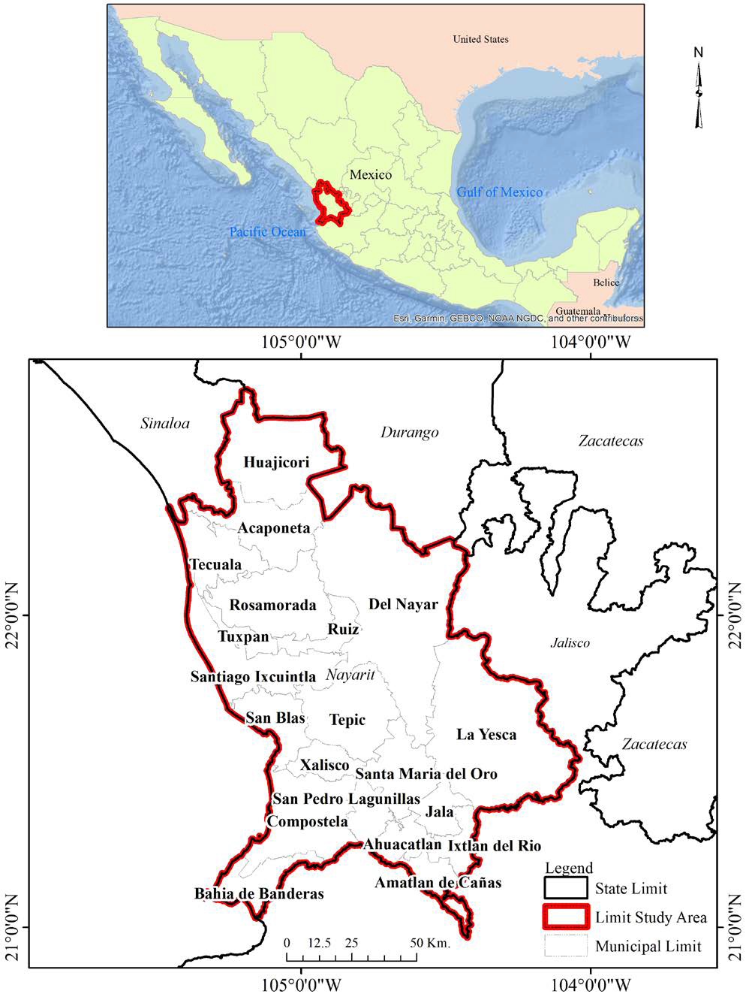 United States
N
Mexico
Gulf of Mexico
Pacific Ocean
Belice
Guatemala
Esri, Garmin, GEBCO, NOAA NGDC, and other contributors
105°0'0"W 104°0'0"W
Sinaloa
Durango
Zacatecas
Huajicori
Acaponeta
Tecuala
Rosamorada
Del Nayar
22°0'0"N
22°0'0"N
Ruiz
Tuxpan
Jalisco
Santiago Ixcuintla
Nayarit
San Blas
Tepic
La Yesca
Zacatecas
Xalisco
Santa Maria del Oro
San Pedro Lagunillas
Jala
Compostela
Ahuacatlan
Ixtlan del Rio
Legend
Amatlan de Cañas
State Limit
Bahia de Banderas
Limit Study Area
21°0'0"N
21°0'0"N
0 12.5 25 50 Km.
Municipal Limit
105°0'0"W 104°0'0"W